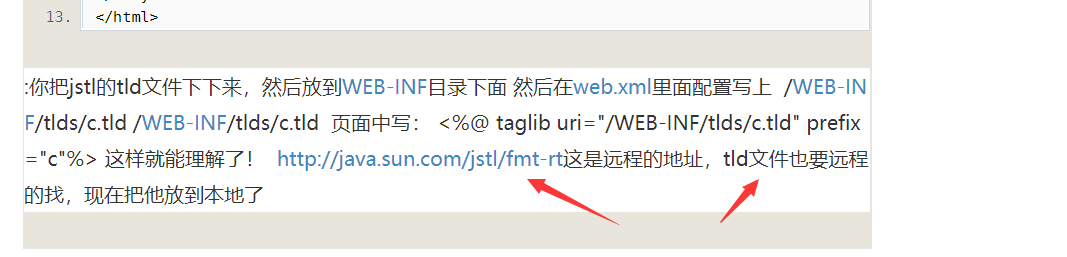 13. </html>
:你把jstl的tld文件下下来，然后放到WEB-INF目录下面 然后在web.xml里面配置写上 /WEB-IN
F/tlds/c.tld /WEB-INF/tlds/c.tld 页面中写： <%@ taglib uri="/WEB-INF/tlds/c.tld" prefix
="c"%> 这样就能理解了！ http://java.sun.com/jstl/fmt-rt这是远程的地址，tld文件也要远程
的找，现在把他放到本地了